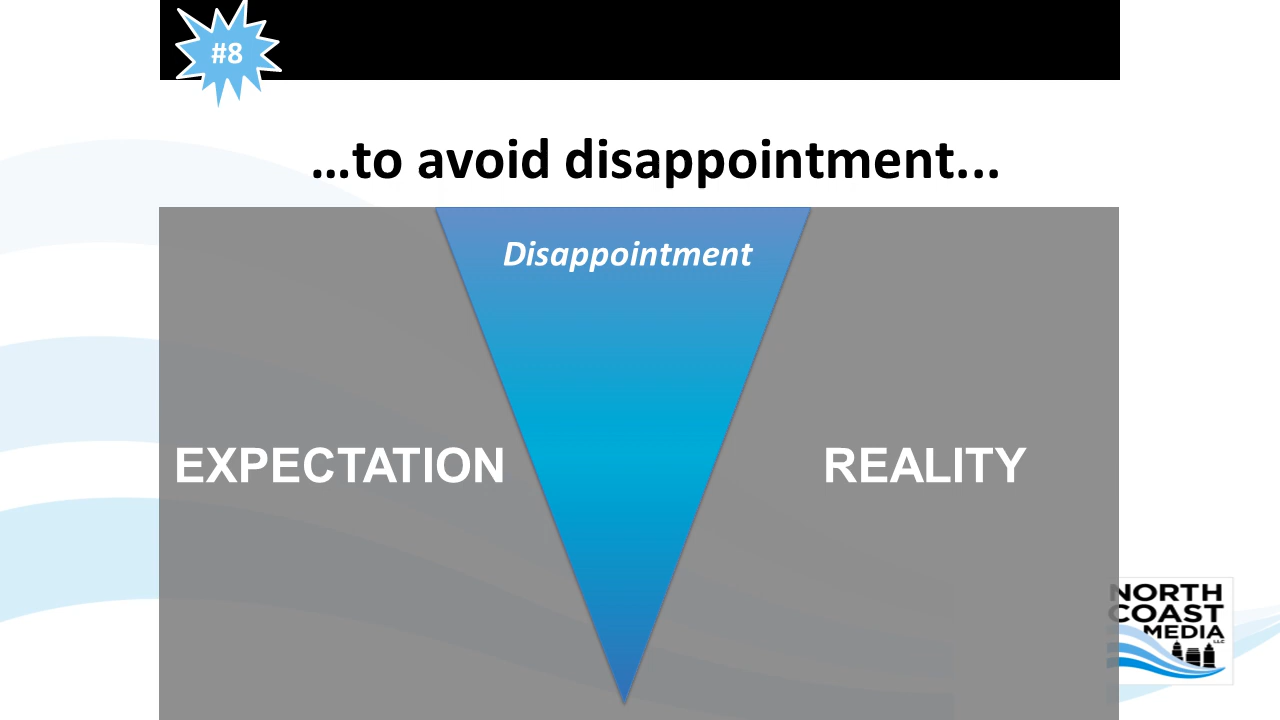 #8
…to avoid disappointment...
Disappointment
EXPECTATION
REALITY
NORTH
COAST
MEDIA
LLC